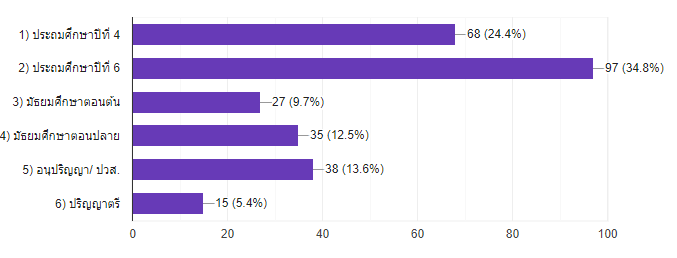 1) ประถมศึกษาปีที่ 4 68 (24.4%)
2) ประถมศึกษาปีที่ 6 97 (34.8%)
3) มัธยมศึกษาตอนต้น 27 (9.7%)
4) มัธยมศึกษาตอนปลาย 35 (12.5%)
5) อนุปริญญา/ ปวส. 38 (13.6%)
6) ปริญญาตรี 15 (5.4%)
0 20 40 60 80 100